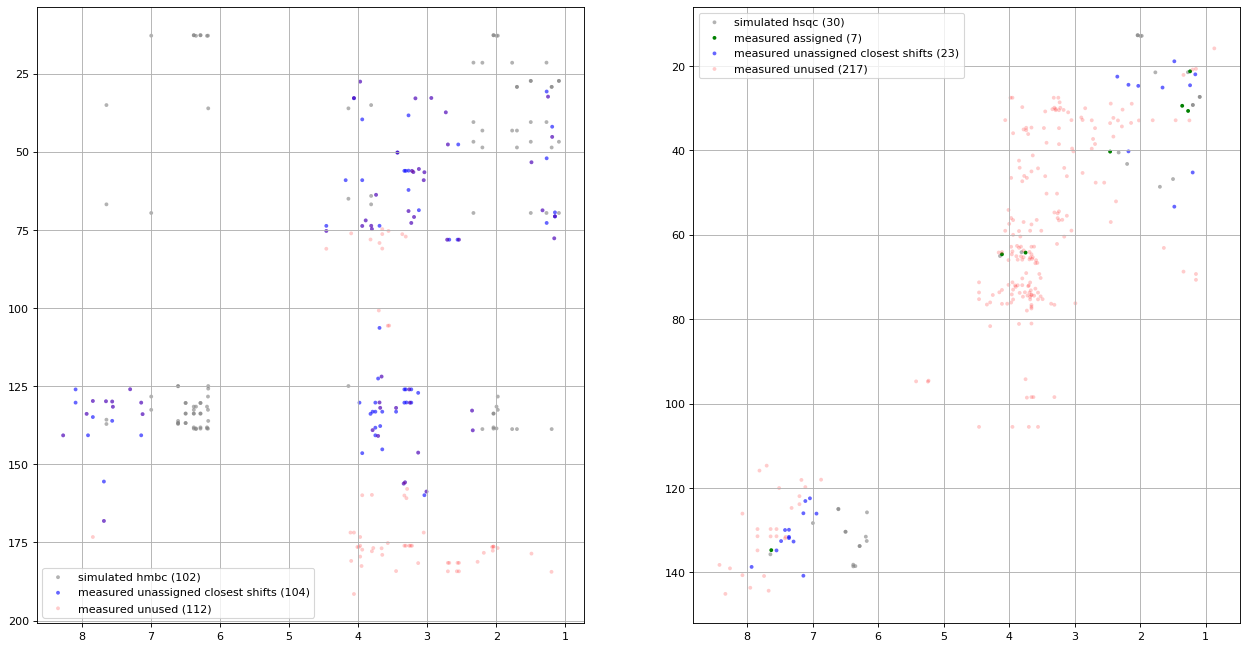 25
50
75
100
125
150
175
200
8 7 6 5 4 3 2 1
simulated hmbc (102)
measured unassigned closest shifts (104)
measured unused (112)
simulated hsqc (30)
measured assigned (7)
measured unassigned closest shifts (23)
measured unused (217)
20
40
60
80
100
120
140
8 7 6 5 4 3 2 1